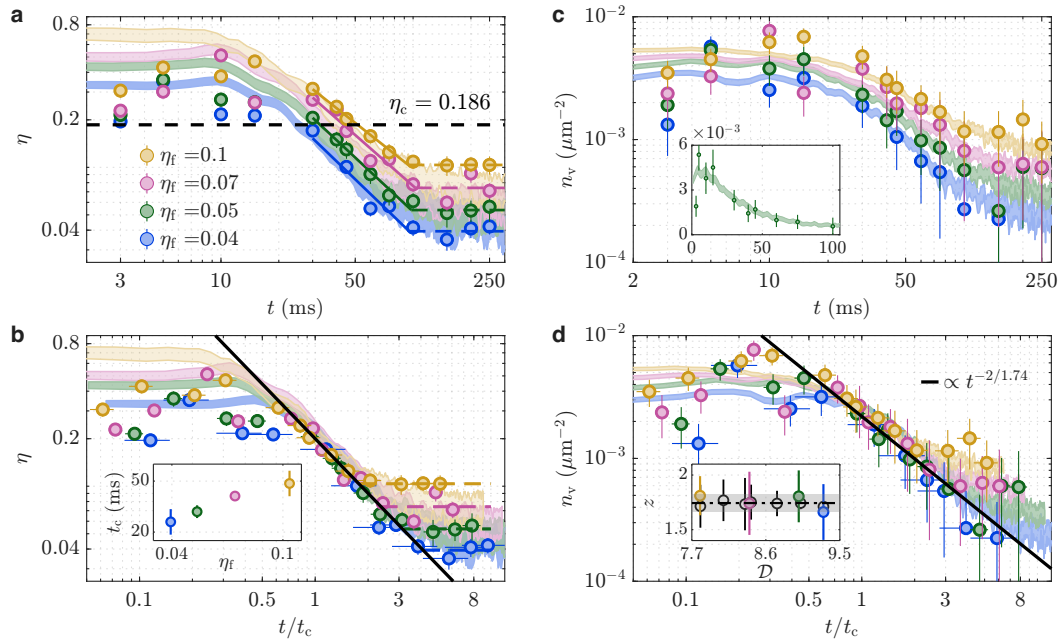 a
0.8
0.2
0.04
η
η_c = 0.186
η_f = 0.1
η_f = 0.07
η_f = 0.05
η_f = 0.04
3 10 50 250
t (ms)
c
10⁻²
10⁻³
10⁻⁴
n_v (μm⁻²)
×10⁻³
6
3
0
0 50 100
2 10 50 250
t (ms)
b
0.8
0.2
0.04
η
t_c (ms)
50
20
0.04 0.1
η_f
0.1 0.5 1 3 8
t/t_c
d
10⁻²
10⁻³
10⁻⁴
n_v (μm⁻²)
∝ t^{-2/1.74}
z
2
1.5
7.7 8.6 9.5
𝒟
0.1 0.5 1 3 8
t/t_c